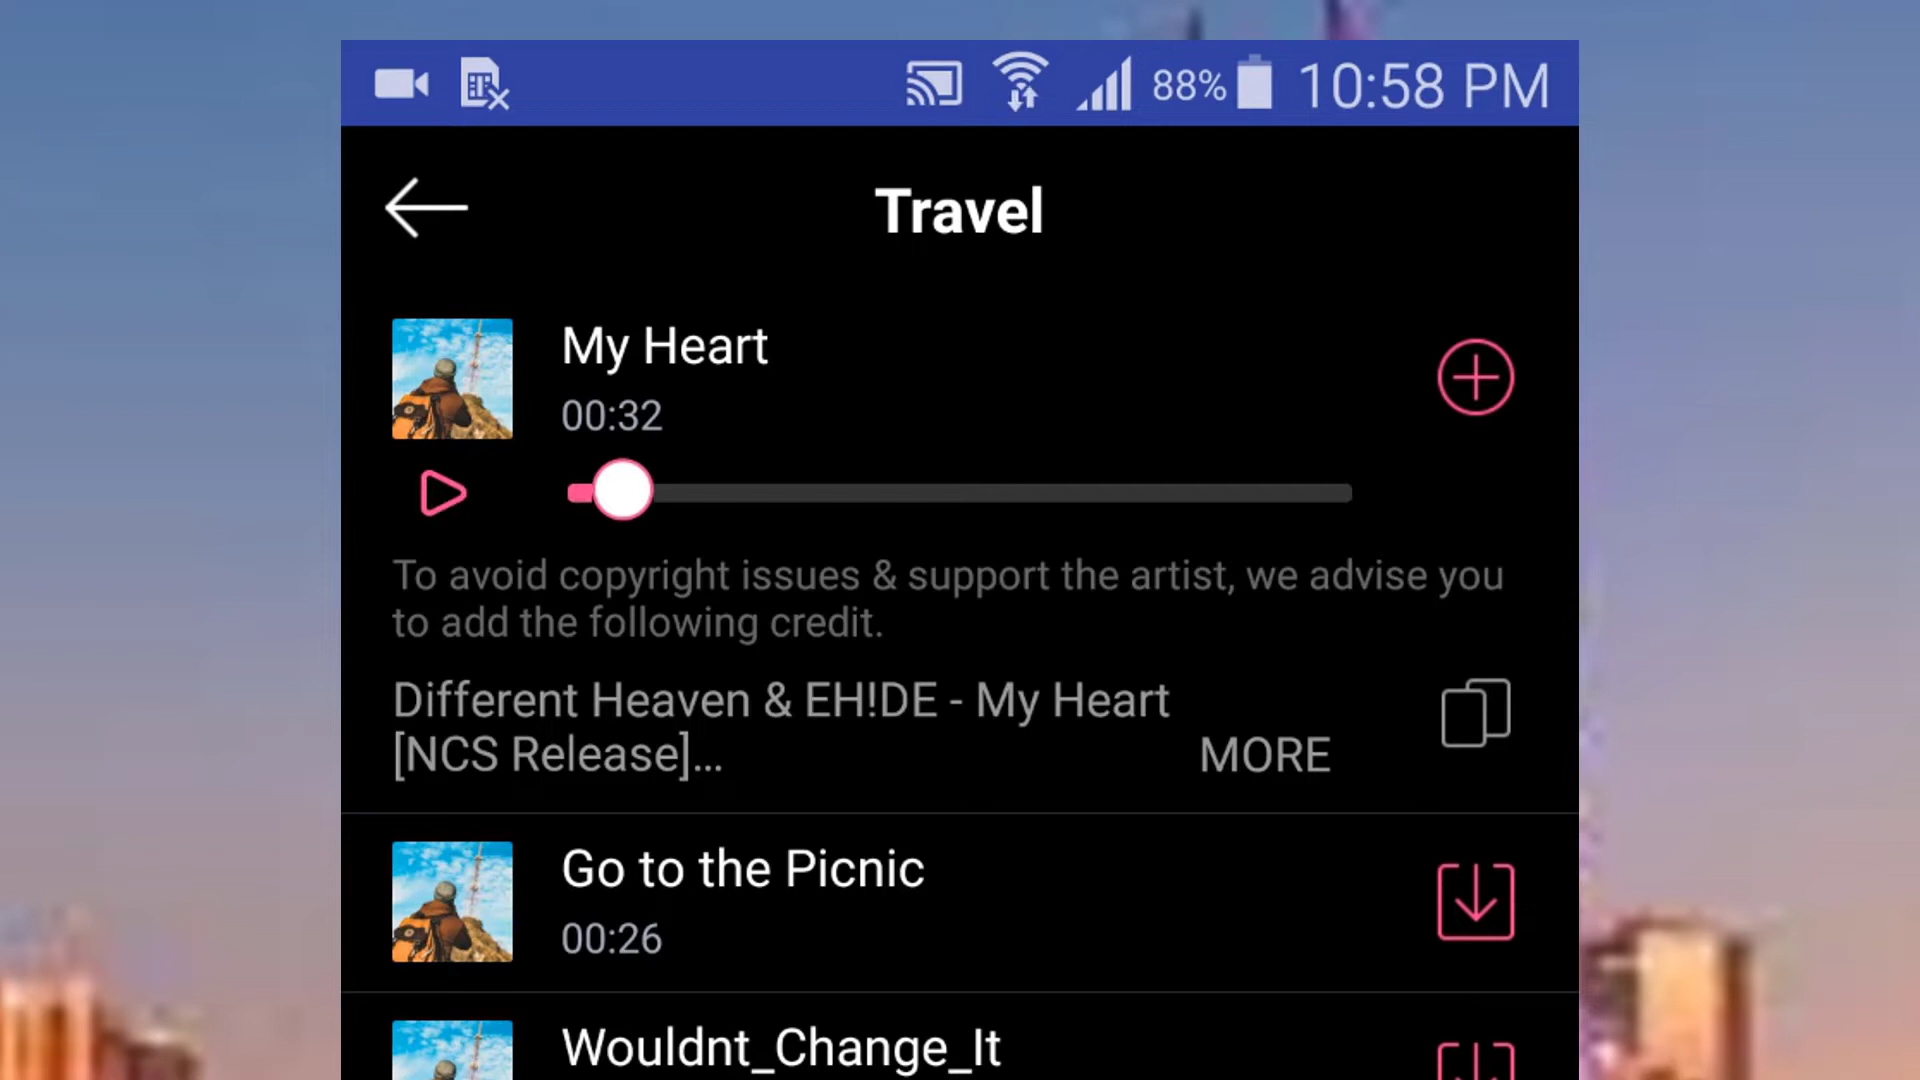 88% 10:58 PM
Travel
My Heart
00:32
To avoid copyright issues & support the artist, we advise you
to add the following credit.
Different Heaven & EH!DE - My Heart
[NCS Release]... MORE
Go to the Picnic
00:26
Wouldnt_Change_It